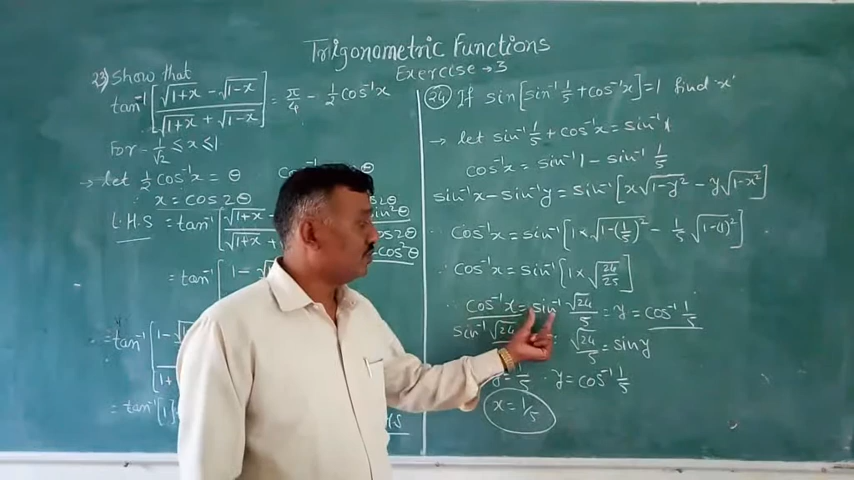 Trigonometric Functions
Exercise → 3
23) Show that
tan⁻¹[(√(1+x) - √(1-x))/(√(1+x) + √(1-x))] = π/4 - 1/2 cos⁻¹x
For - 1/√2 ≤ x ≤ 1
→ let 1/2 cos⁻¹x = θ
x = cos2θ
L.H.S = tan⁻¹[√(1+x)
√(1+x) +
= tan⁻¹[1 -
= tan⁻¹[1 -
= tan⁻¹[
24 If sin[sin⁻¹ 1/5 + cos⁻¹x] = 1 find 'x'
→ let sin⁻¹ 1/5 + cos⁻¹x = sin⁻¹ 1
cos⁻¹x = sin⁻¹1 - sin⁻¹ 1/5
sin⁻¹x - sin⁻¹y = sin⁻¹[x√(1-y²) - y√(1-x²)]
∴ cos⁻¹x = sin⁻¹[1×√(1-(1/5)²) - 1/5 √(1-(1)²)]
∴ cos⁻¹x = sin⁻¹[1×√(24/25)]
∴ cos⁻¹x = sin⁻¹ √24/5 = y = cos⁻¹ 1/5
sin⁻¹ √24 = √24/5 = siny
y = 1/5 ∴ y = cos⁻¹ 1/5
x = 1/5